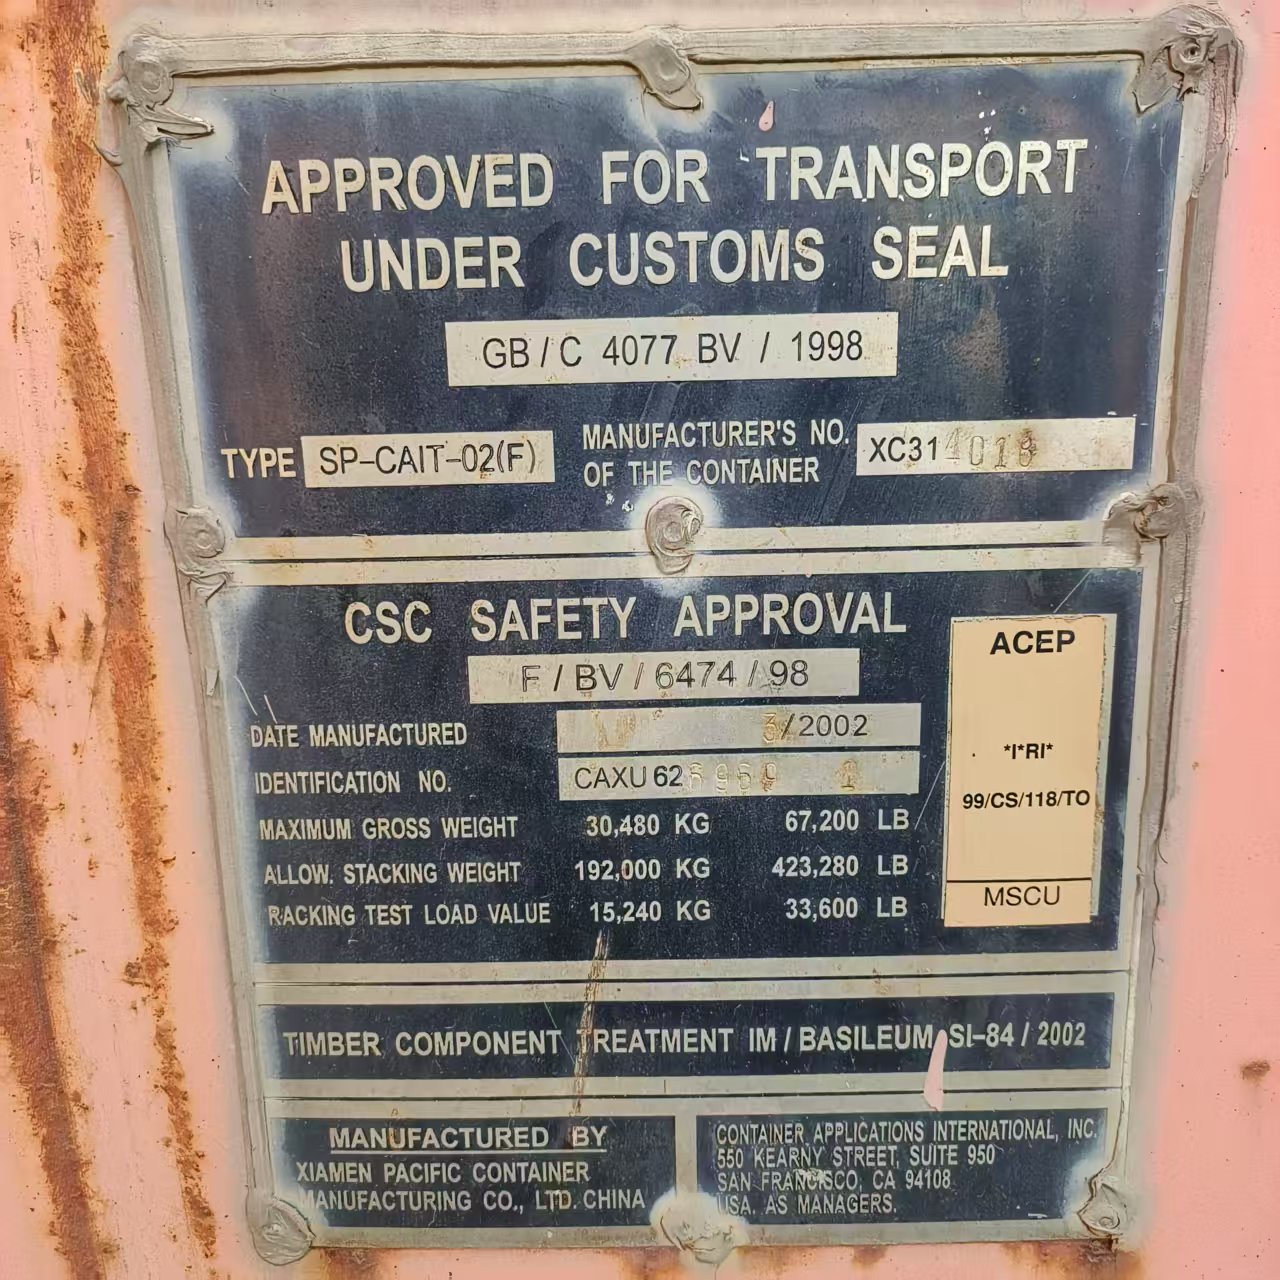 APPROVED FOR TRANSPORT
UNDER CUSTOMS SEAL
GB / C 4077 BV / 1998
TYPE SP-CAIT-02(F)
MANUFACTURER'S NO.
OF THE CONTAINER
XC314018
CSC SAFETY APPROVAL
F / BV / 6474 / 98
DATE MANUFACTURED 3/2002
IDENTIFICATION NO.
MAXIMUM GROSS WEIGHT 30,480 KG 67,200 LB
ALLOW. STACKING WEIGHT 192,000 KG 423,280 LB
RACKING TEST LOAD VALUE 15,240 KG 33,600 LB
ACEP
*I*RI*
99/CS/118/TO
MSCU
TIMBER COMPONENT TREATMENT IM / BASILEUM SI-84 / 2002
MANUFACTURED BY
XIAMEN PACIFIC CONTAINER
MANUFACTURING CO., LTD. CHINA
CONTAINER APPLICATIONS INTERNATIONAL, INC.
550 KEARNY STREET, SUITE 950
SAN FRANCISCO, CA 94108
USA. AS MANAGERS.